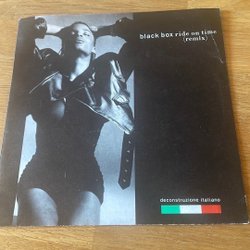 black box ride on time
(remix)
deconstruzione italiano